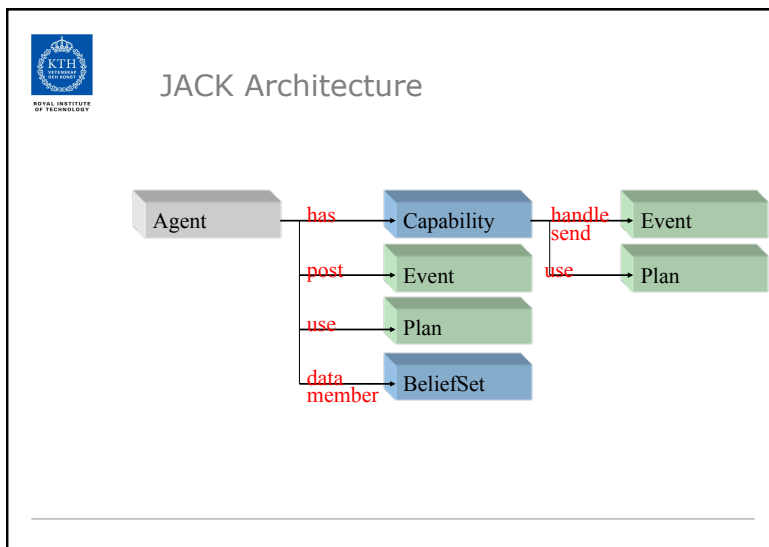 KTH
VETENSKAP
OCH KONST
ROYAL INSTITUTE
OF TECHNOLOGY
JACK Architecture
Agent
has
Capability
handle
send
Event
post
Event
use
Plan
use
Plan
data
member
BeliefSet